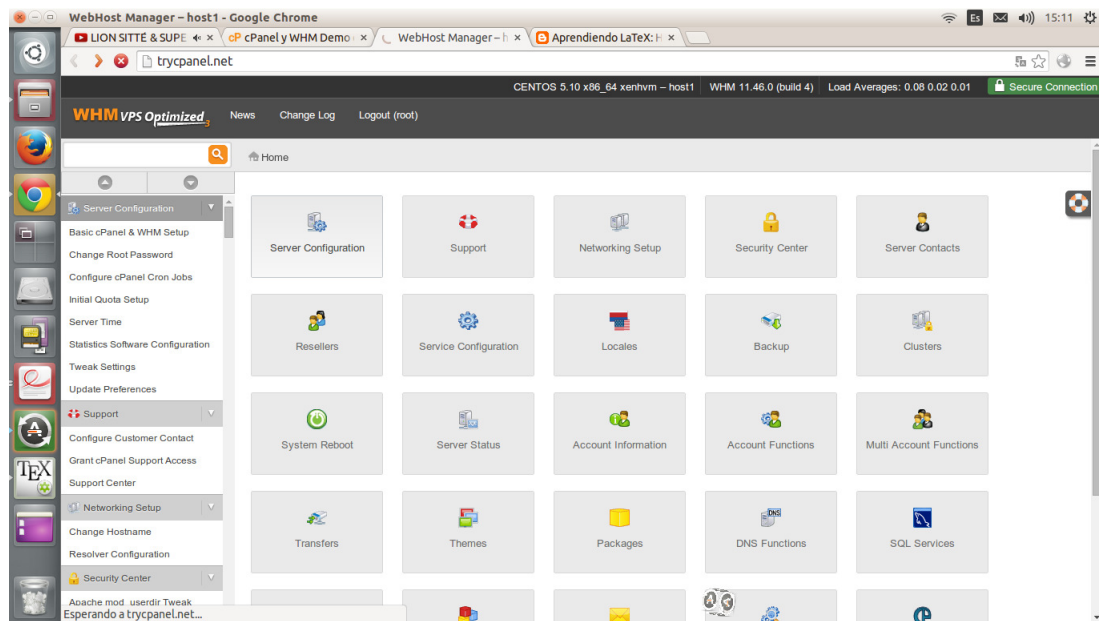 WebHost Manager – host1 - Google Chrome
Es
15:11
LION SITTÉ & SUPE
cP cPanel y WHM Demo
WebHost Manager – h
Aprendiendo LaTeX: H
trycpanel.net
CENTOS 5.10 x86_64 xenhvm – host1 WHM 11.46.0 (build 4) Load Averages: 0.08 0.02 0.01 Secure Connection
WHM VPS Optimized 3 News Change Log Logout (root)
Home
Server Configuration
Basic cPanel & WHM Setup
Change Root Password
Configure cPanel Cron Jobs
Initial Quota Setup
Server Time
Statistics Software Configuration
Tweak Settings
Update Preferences
Support
Configure Customer Contact
Grant cPanel Support Access
Support Center
Networking Setup
Change Hostname
Resolver Configuration
Security Center
Apache mod_userdir Tweak
Esperando a trycpanel.net...
TEX
Server Configuration Support Networking Setup Security Center Server Contacts
Resellers Service Configuration Locales Backup Clusters
System Reboot Server Status Account Information Account Functions Multi Account Functions
DNS
Transfers Themes Packages DNS Functions SQL Services
cP